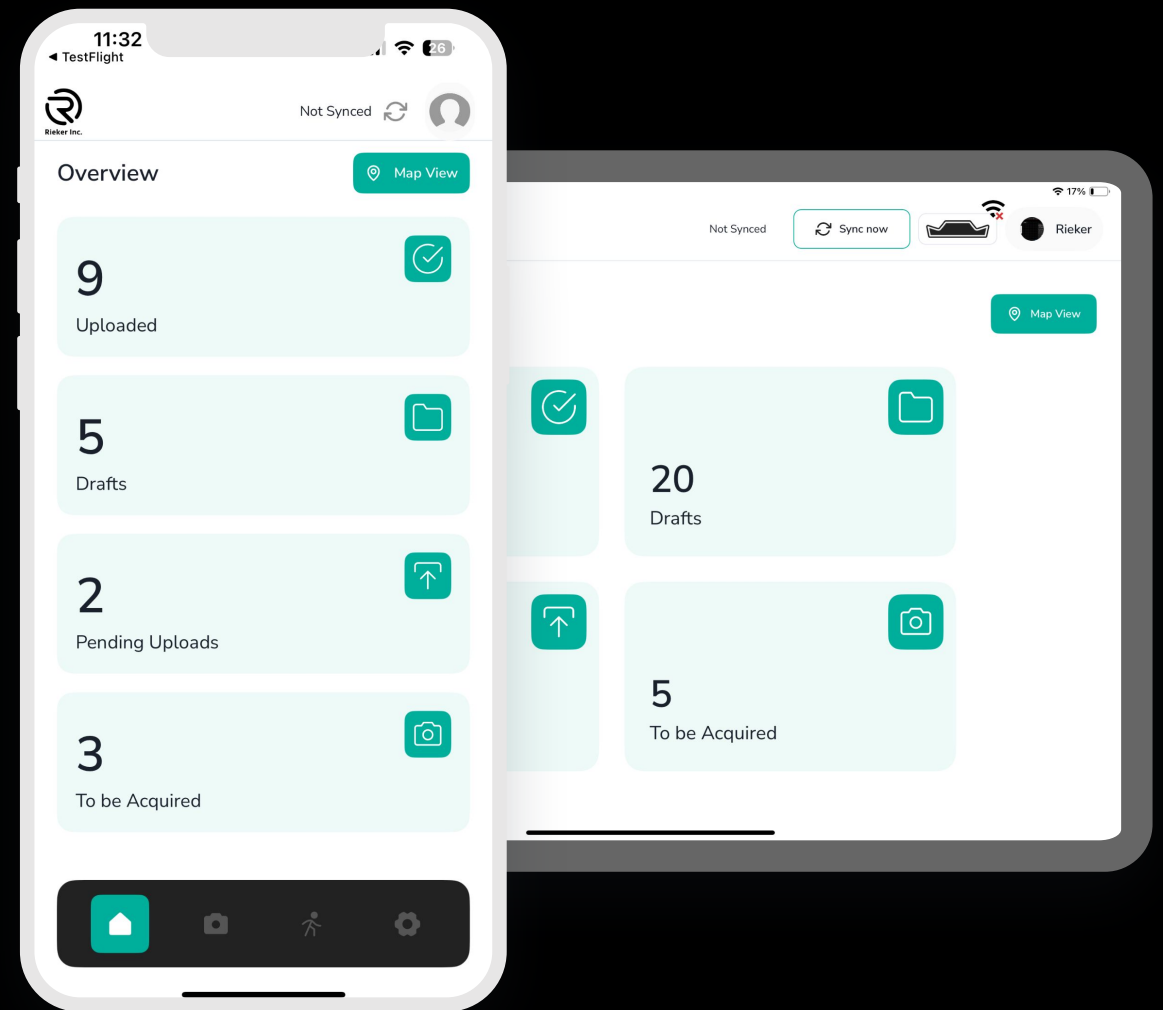 11:32
◀ TestFlight
26
Rieker Inc.
Not Synced
Overview
Map View
9
Uploaded
5
Drafts
2
Pending Uploads
3
To be Acquired
17%
Not Synced
Sync now
Rieker
Map View
20
Drafts
5
To be Acquired